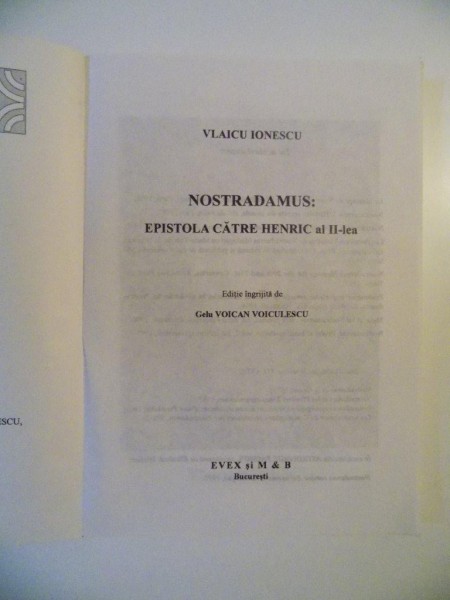 VLAICU IONESCU
NOSTRADAMUS:
EPISTOLA CĂTRE HENRIC al II-lea
Ediție îngrijită de
Gelu VOICAN VOICULESCU
ESCU,
EVEX și M & B
București